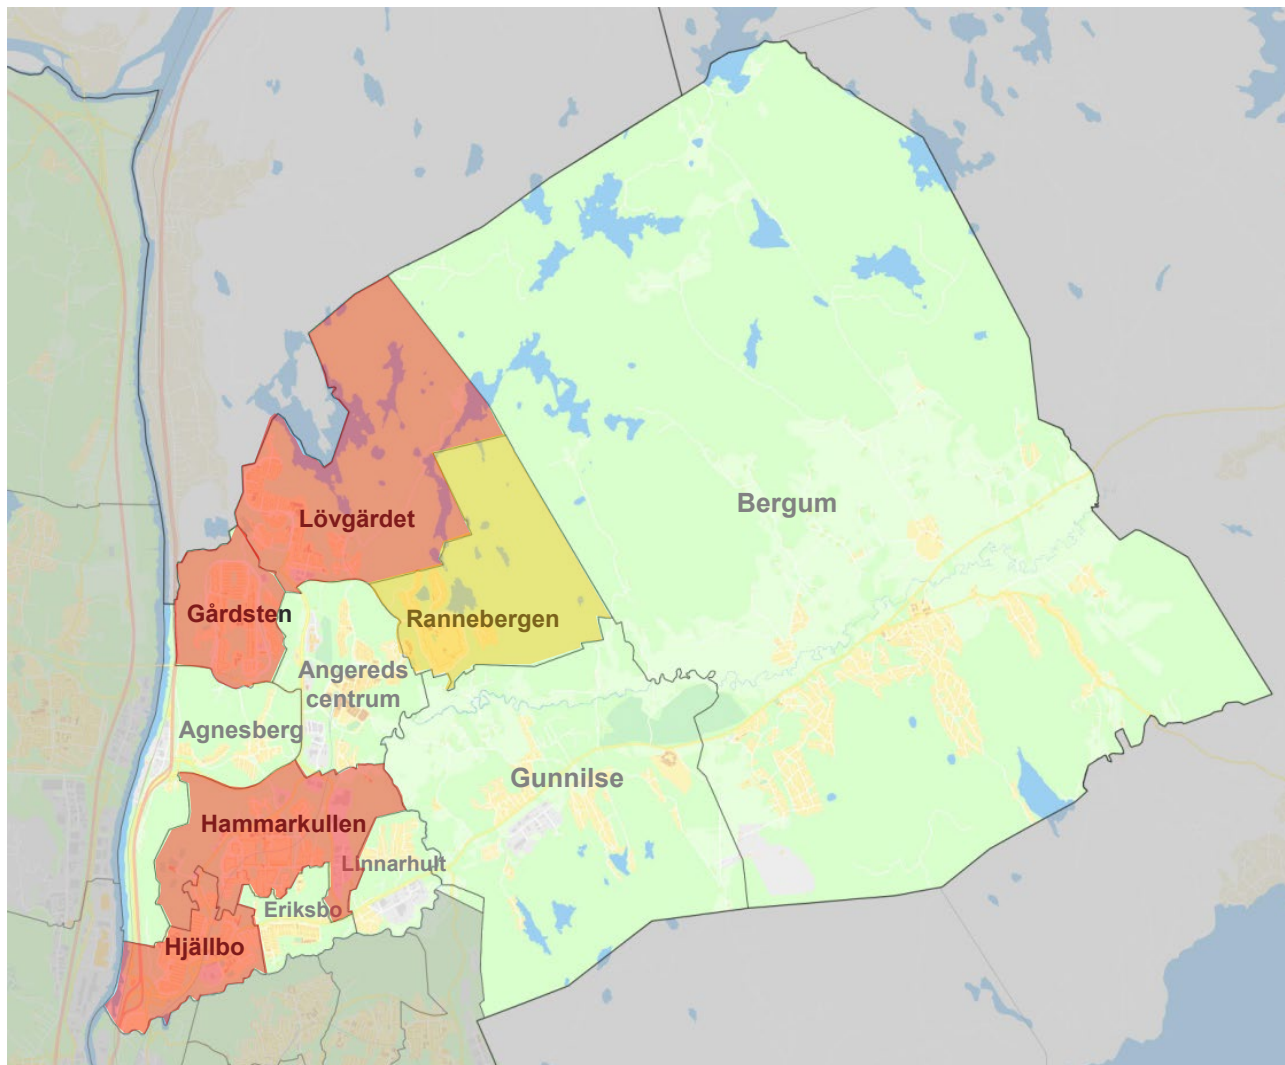 Bergum
Lövgärdet
Gårdsten
Rannebergen
Angereds
centrum
Agnesberg
Gunnilse
Hammarkullen
Linnarhult
Eriksbo
Hjällbo